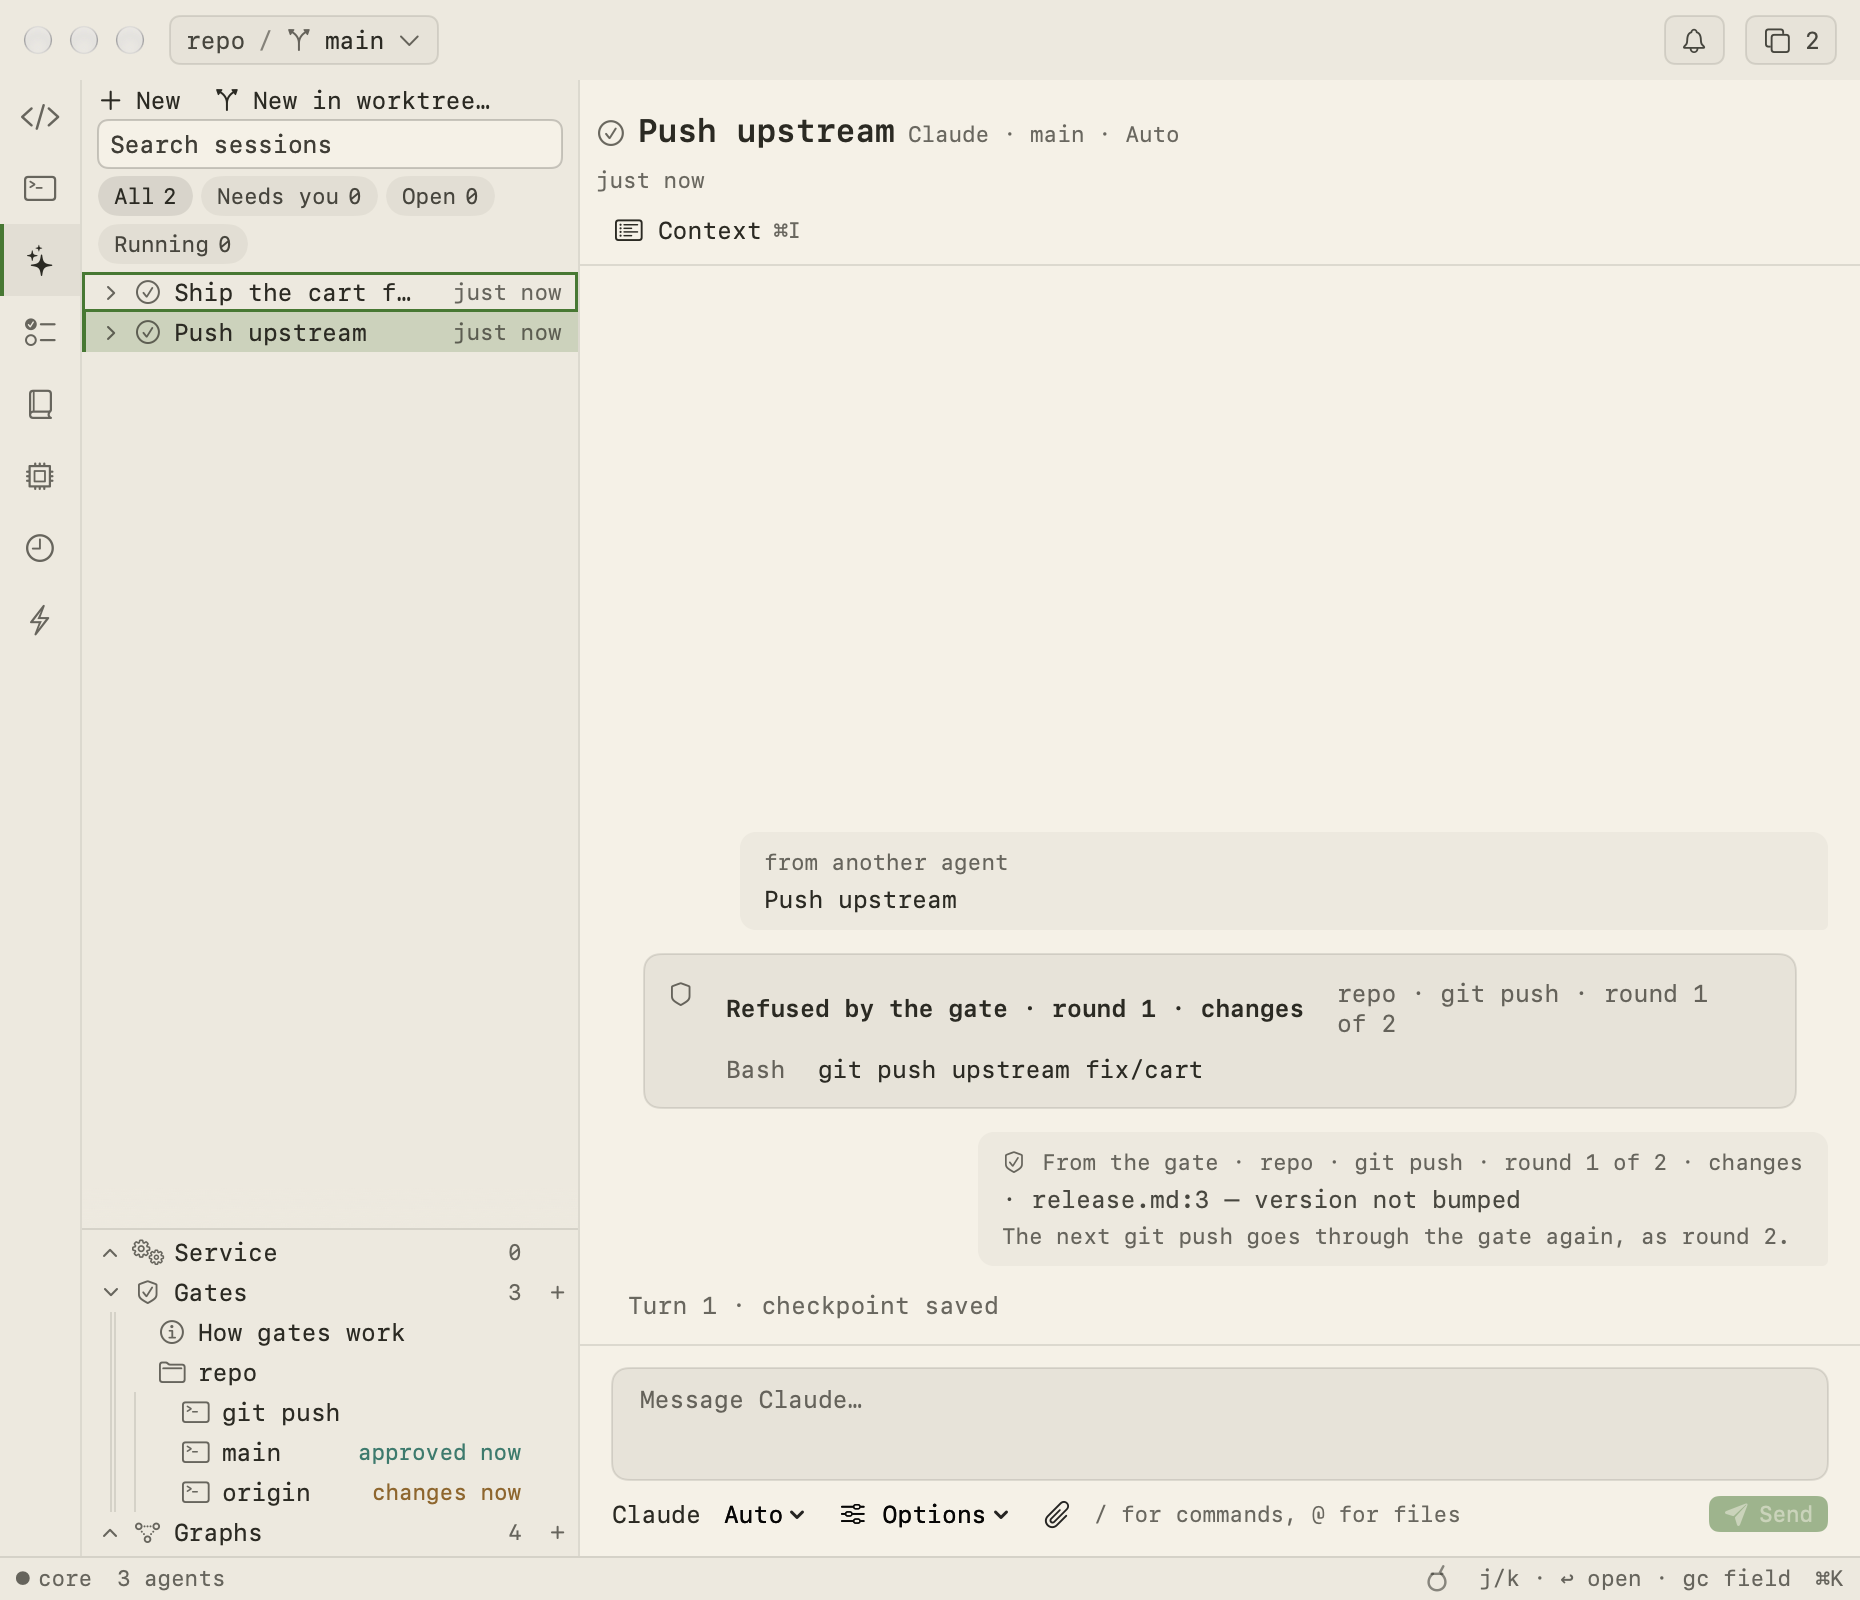 repo / main
2
New New in worktree…
Search sessions
All 2 Needs you 0 Open 0
Running 0
Ship the cart f… just now
Push upstream just now
Service 0
Gates 3 +
How gates work
repo
git push
main approved now
origin changes now
Graphs 4 +
Push upstream Claude · main · Auto
just now
Context ⌘I
from another agent
Push upstream
Refused by the gate · round 1 · changes repo · git push · round 1
of 2
Bash git push upstream fix/cart
From the gate · repo · git push · round 1 of 2 · changes
· release.md:3 — version not bumped
The next git push goes through the gate again, as round 2.
Turn 1 · checkpoint saved
Message Claude…
Claude Auto Options / for commands, @ for files Send
core 3 agents j/k · ↩ open · gc field ⌘K